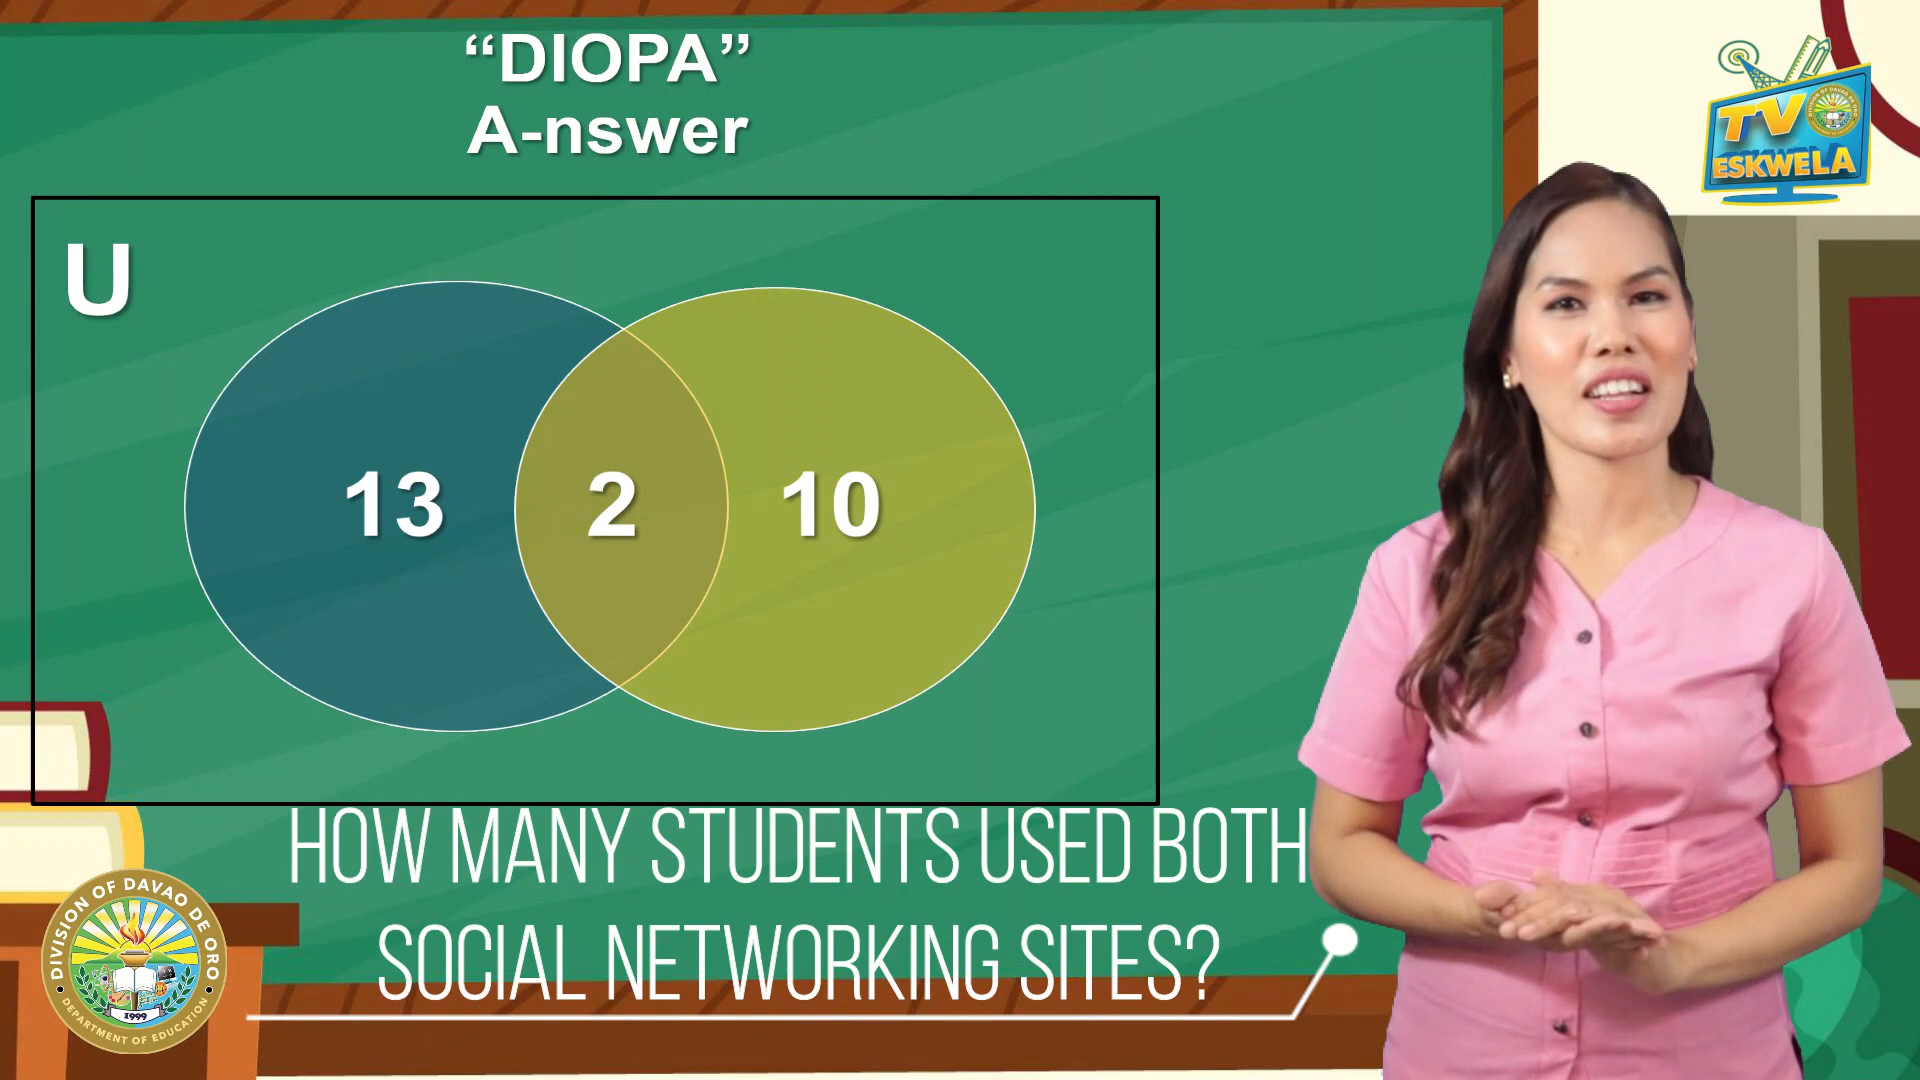 “DIOPA”
A-nswer
TV
ESKWELA
U
13
2
10
HOW MANY STUDENTS USED BOTH
SOCIAL NETWORKING SITES?
DIVISION OF DAVAO DE ORO
1999
DEPARTMENT OF EDUCATION